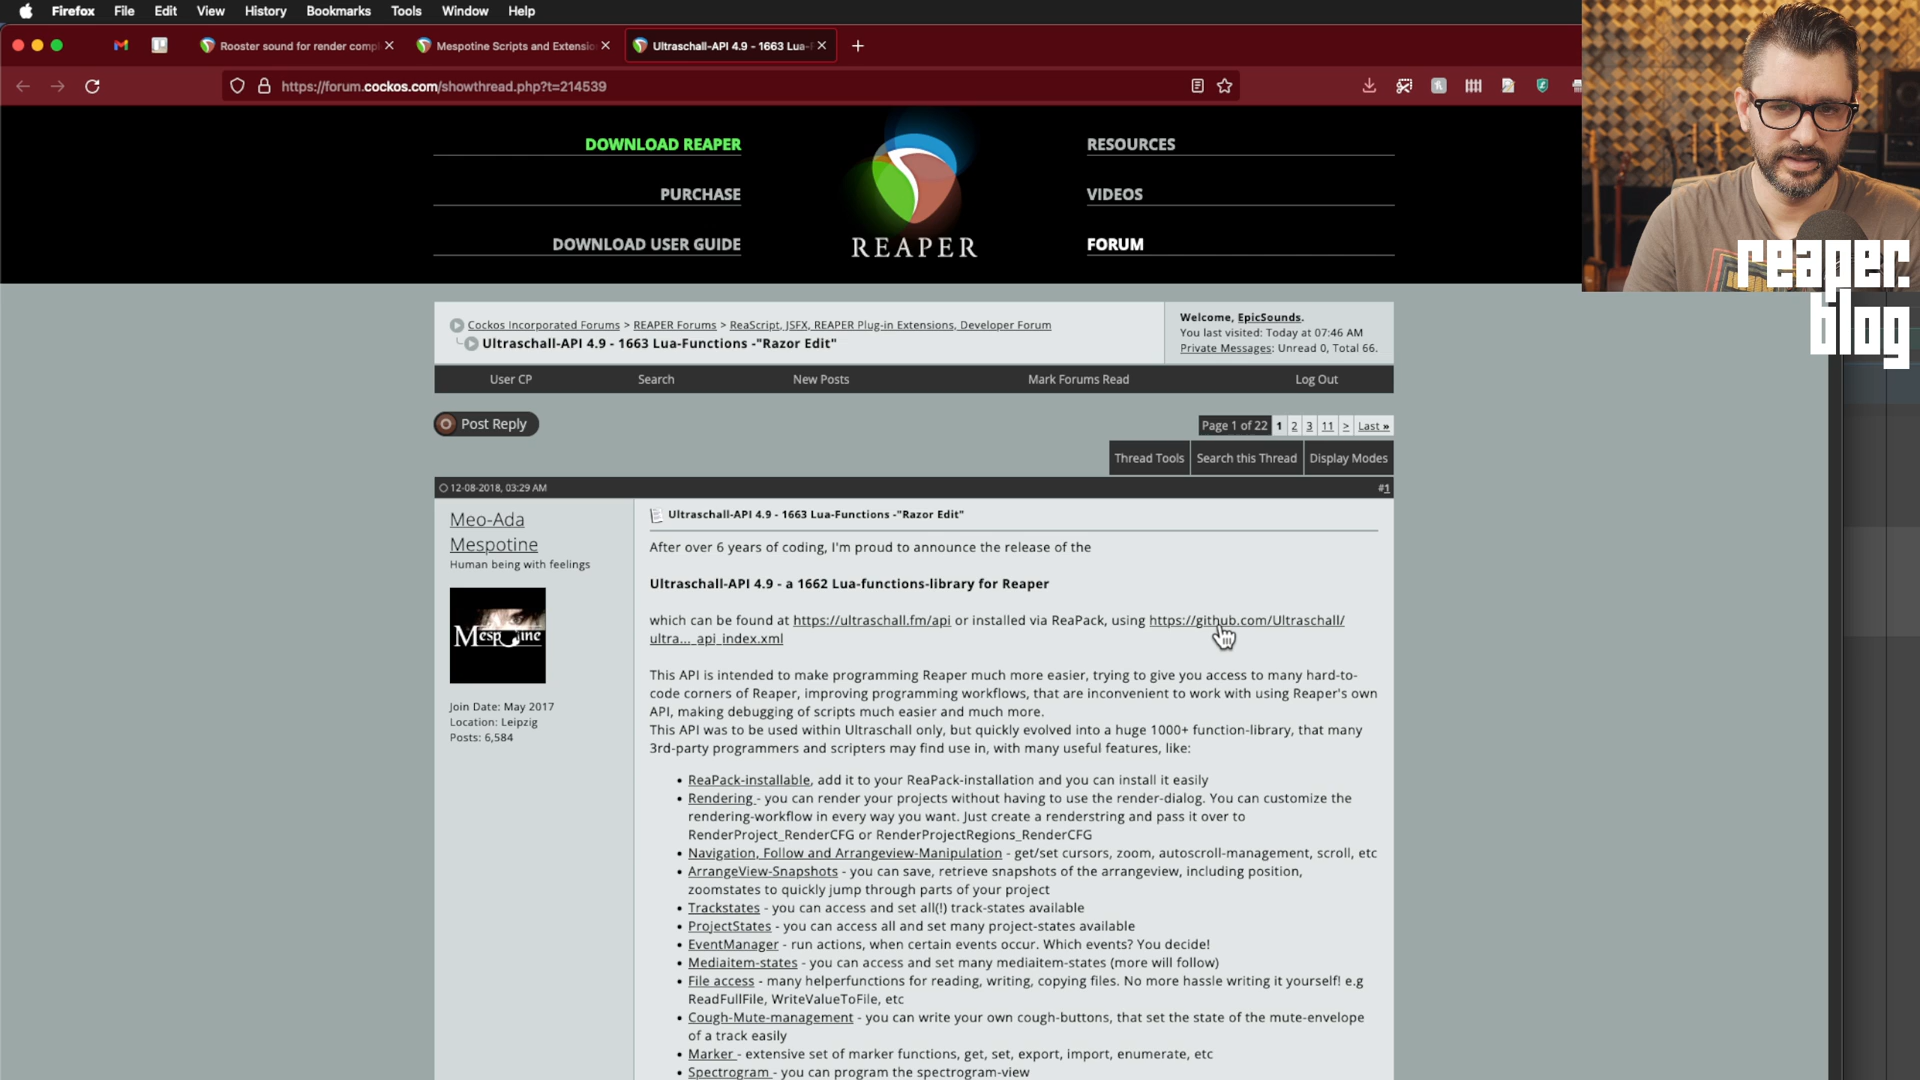 Firefox File Edit View History Bookmarks Tools Window Help
Rooster sound for render comp
Mespotine Scripts and Extensio
Ultraschall-API 4.9 - 1663 Lua-
https://forum.cockos.com/showthread.php?t=214539
DOWNLOAD REAPER
PURCHASE
DOWNLOAD USER GUIDE
REAPER
RESOURCES
VIDEOS
FORUM
reaper.
blog
Cockos Incorporated Forums > REAPER Forums > ReaScript, JSFX, REAPER Plug-in Extensions, Developer Forum
Ultraschall-API 4.9 - 1663 Lua-Functions -"Razor Edit"
Welcome, EpicSounds.
You last visited: Today at 07:46 AM
Private Messages: Unread 0, Total 66.
User CP Search New Posts Mark Forums Read Log Out
Post Reply
Page 1 of 22 1 2 3 11 > Last »
Thread Tools Search this Thread Display Modes
12-08-2018, 03:29 AM #1
Meo-Ada
Mespotine
Human being with feelings
Mespotine
Join Date: May 2017
Location: Leipzig
Posts: 6,584
Ultraschall-API 4.9 - 1663 Lua-Functions -"Razor Edit"
After over 6 years of coding, I'm proud to announce the release of the
Ultraschall-API 4.9 - a 1662 Lua-functions-library for Reaper
which can be found at https://ultraschall.fm/api or installed via ReaPack, using https://github.com/Ultraschall/
ultra..._api_index.xml
This API is intended to make programming Reaper much more easier, trying to give you access to many hard-to-
code corners of Reaper, improving programming workflows, that are inconvenient to work with using Reaper's own
API, making debugging of scripts much easier and much more.
This API was to be used within Ultraschall only, but quickly evolved into a huge 1000+ function-library, that many
3rd-party programmers and scripters may find use in, with many useful features, like:
• ReaPack-installable, add it to your ReaPack-installation and you can install it easily
• Rendering - you can render your projects without having to use the render-dialog. You can customize the
rendering-workflow in every way you want. Just create a renderstring and pass it over to
RenderProject_RenderCFG or RenderProjectRegions_RenderCFG
• Navigation, Follow and Arrangeview-Manipulation - get/set cursors, zoom, autoscroll-management, scroll, etc
• ArrangeView-Snapshots - you can save, retrieve snapshots of the arrangeview, including position,
zoomstates to quickly jump through parts of your project
• Trackstates - you can access and set all(!) track-states available
• ProjectStates - you can access all and set many project-states available
• EventManager - run actions, when certain events occur. Which events? You decide!
• Mediaitem-states - you can access and set many mediaitem-states (more will follow)
• File access - many helperfunctions for reading, writing, copying files. No more hassle writing it yourself! e.g
ReadFullFile, WriteValueToFile, etc
• Cough-Mute-management - you can write your own cough-buttons, that set the state of the mute-envelope
of a track easily
• Marker - extensive set of marker functions, get, set, export, import, enumerate, etc
• Spectrogram - you can program the spectrogram-view